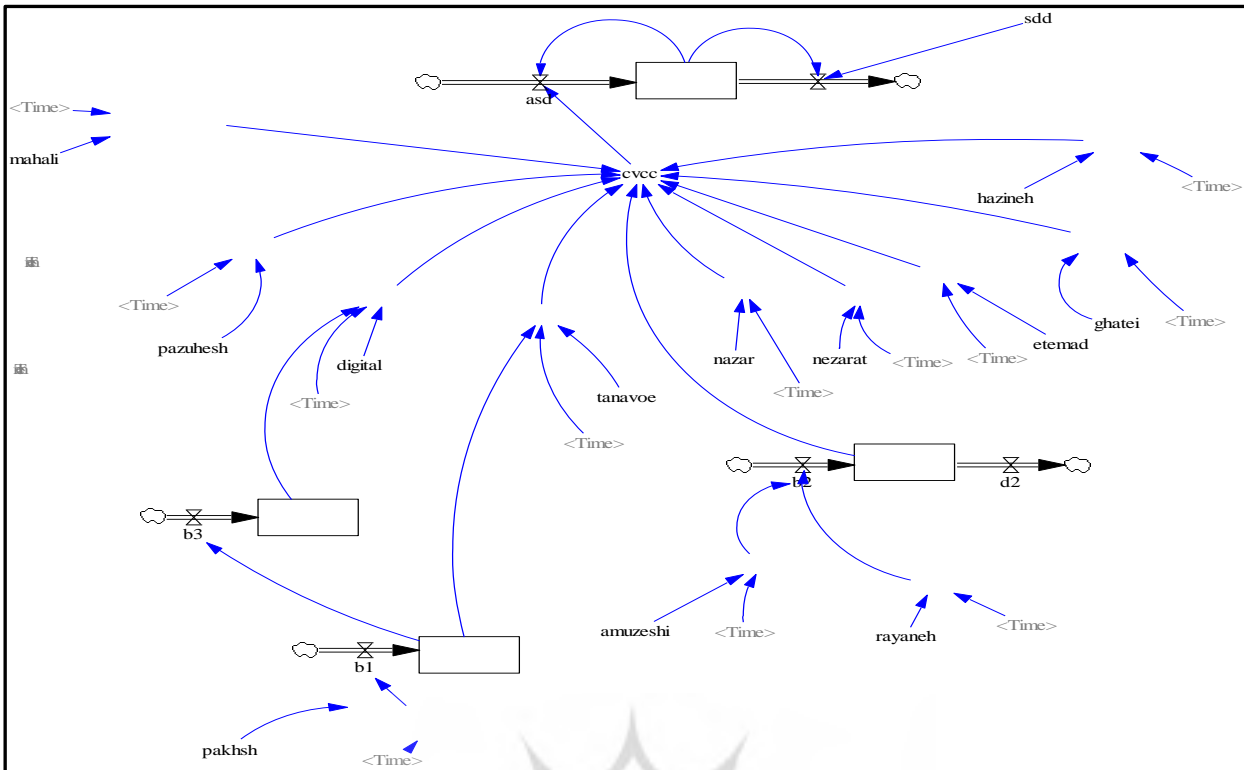 sdd
asd
<Time>
mahali
cvcc
hazineh
<Time>
<Time>
pazuhesh
digital
<Time>
tanavoe
<Time>
nazar
<Time>
nezarat
<Time>
etemad
<Time>
ghatei
<Time>
b3
b2
d2
b1
amuzeshi
<Time>
rayaneh
<Time>
pakhsh
<Time>